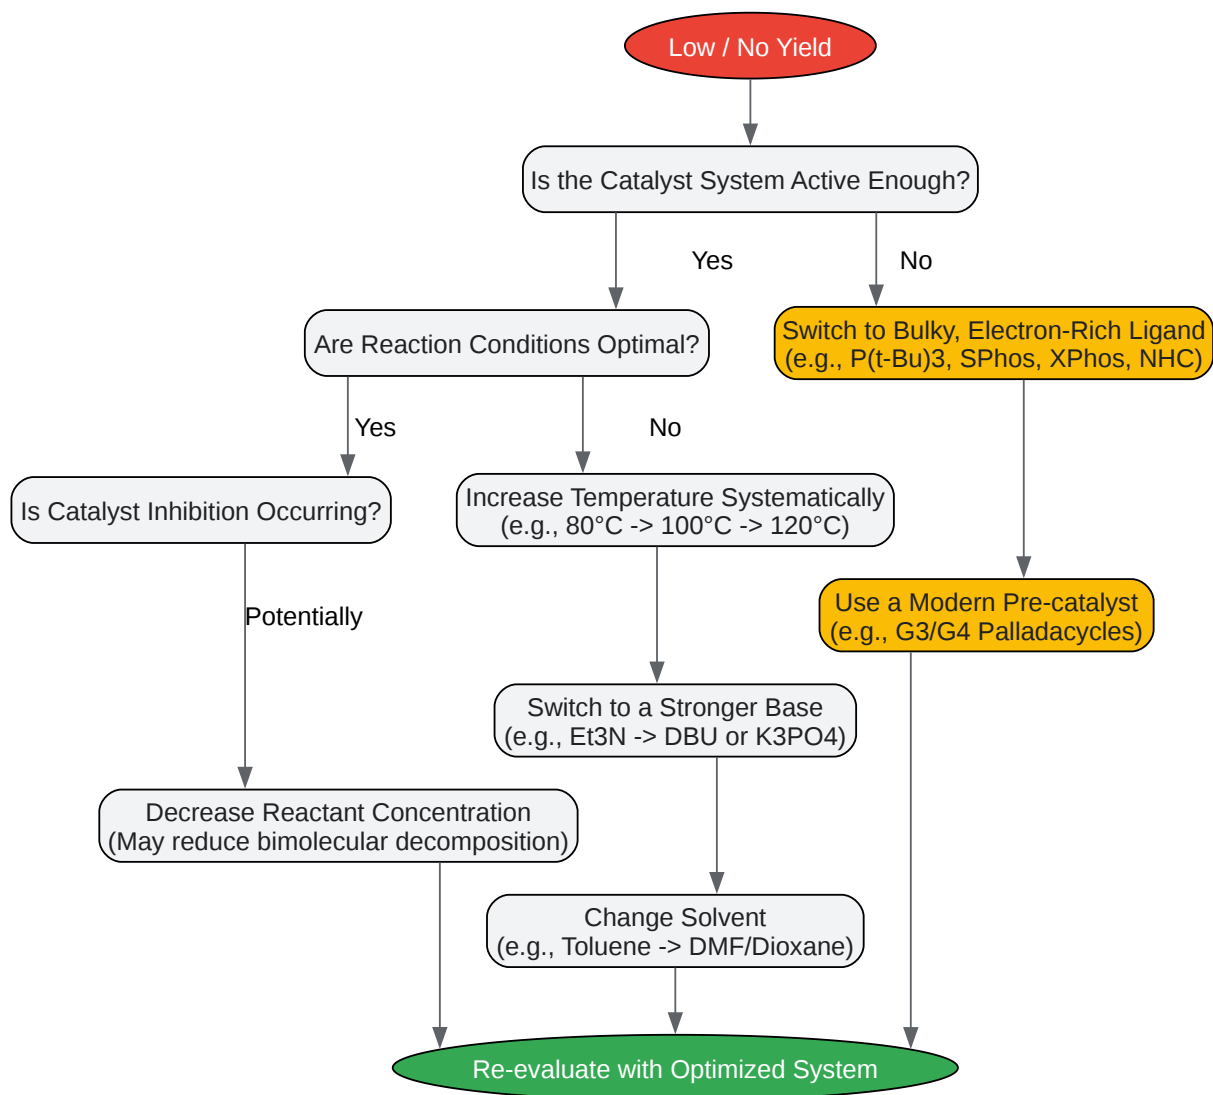 Low / No Yield
Is the Catalyst System Active Enough?
Yes
No
Are Reaction Conditions Optimal?
Switch to Bulky, Electron-Rich Ligand
(e.g., P(t-Bu)3, SPhos, XPhos, NHC)
Yes
No
Is Catalyst Inhibition Occurring?
Increase Temperature Systematically
(e.g., 80°C -> 100°C -> 120°C)
Potentially
Use a Modern Pre-catalyst
(e.g., G3/G4 Palladacycles)
Switch to a Stronger Base
(e.g., Et3N -> DBU or K3PO4)
Decrease Reactant Concentration
(May reduce bimolecular decomposition)
Change Solvent
(e.g., Toluene -> DMF/Dioxane)
Re-evaluate with Optimized System